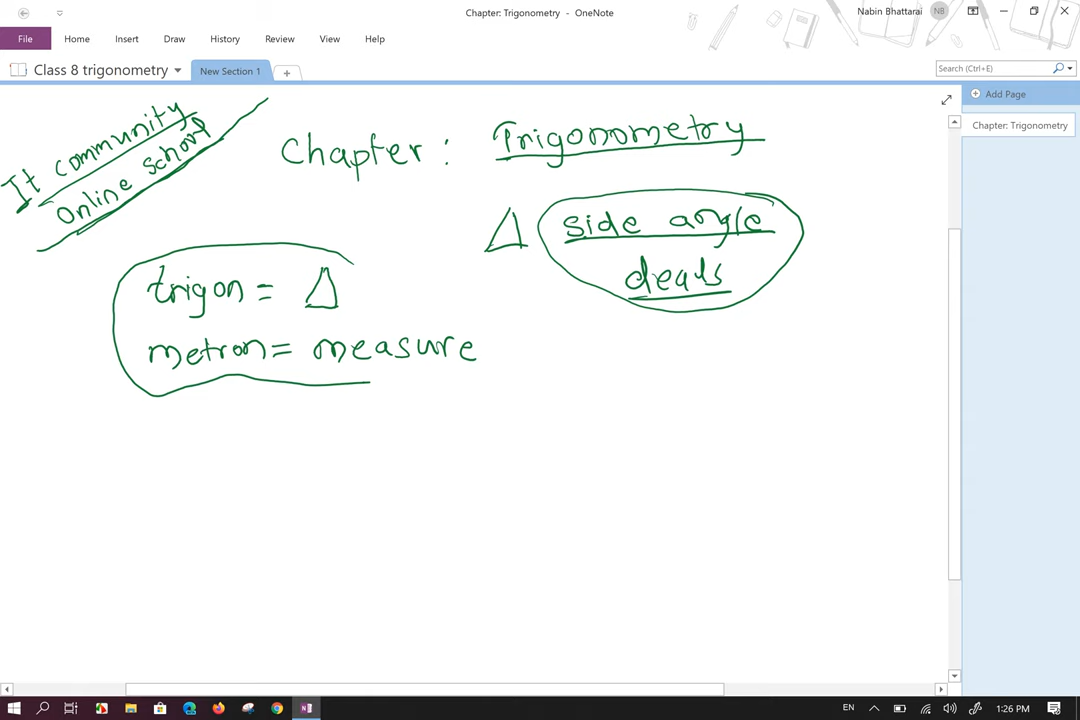 Chapter: Trigonometry - OneNote
Nabin Bhattarai NB
File Home Insert Draw History Review View Help
Class 8 trigonometry New Section 1 +
Search (Ctrl+E)
Add Page
Chapter: Trigonometry
It community
Online school
Chapter: Trigonometry
Δ side angle
deals
trigon = Δ
metron = measure
EN 1:26 PM